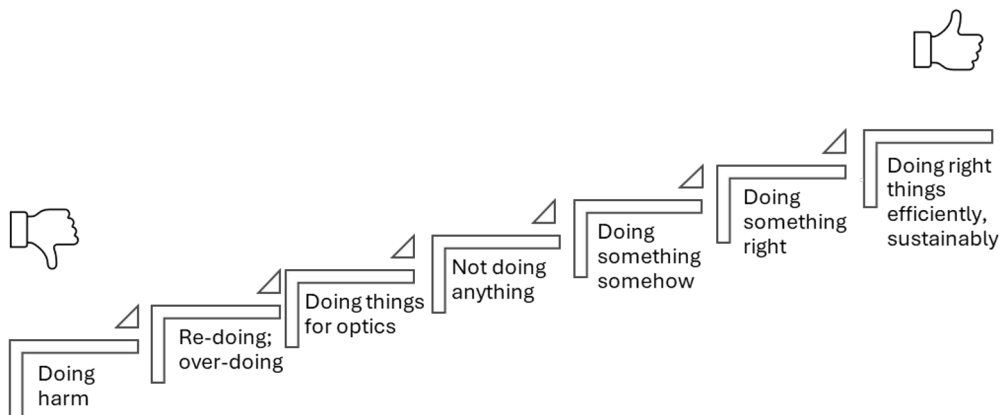 Doing
harm
Re-doing;
over-doing
Doing things
for optics
Not doing
anything
Doing
something
somehow
Doing
something
right
Doing right
things
efficiently,
sustainably